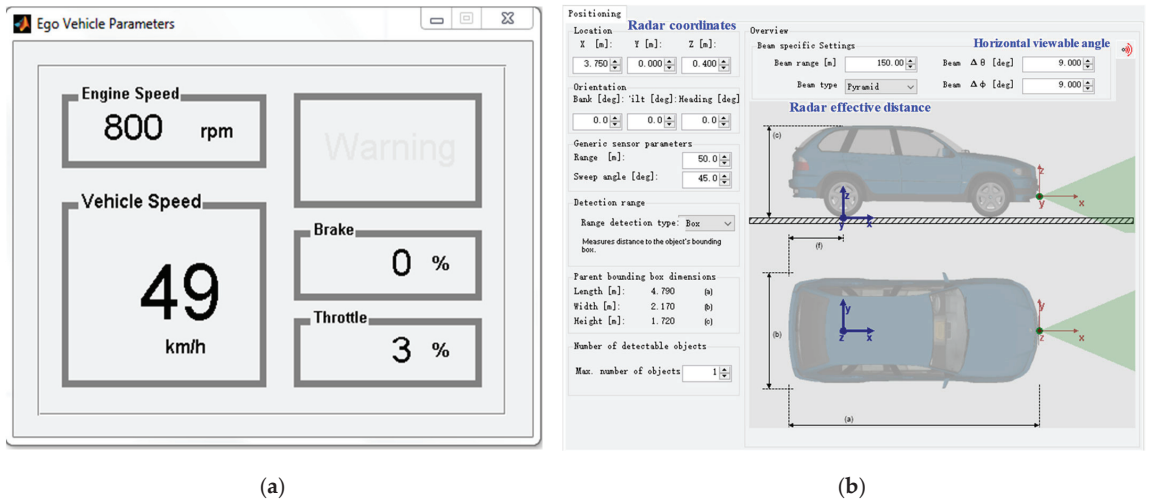 Ego Vehicle Parameters
Engine Speed
800 rpm
Warning
Vehicle Speed
49
km/h
Brake
0 %
Throttle
3 %
(a)
Positioning
Location
Radar coordinates
X [m]: Y [m]: Z [m]:
3.750 0.000 0.400
Orientation
Bank [deg]: 'ilt [deg]: Heading [deg]
0.0 0.0 0.0
Generic sensor parameters
Range [m]: 50.0
Sweep angle [deg]: 45.0
Detection range
Range detection type: Box
Measures distance to the object's bounding
box.
Parent bounding box dimensions
Length [m]: 4.790 (a)
Width [m]: 2.170 (b)
Height [m]: 1.720 (c)
Number of detectable objects
Max. number of objects 1
Overview
Beam specific Settings
Horizontal viewable angle
Beam range [m] 150.00 Beam Δ θ [deg] 9.000
Beam type Pyramid Beam Δ ϕ [deg] 9.000
Radar effective distance
(c)
z
y
x
z
y
x
(f)
(b)
y
z
x
y
z
x
(a)
(b)